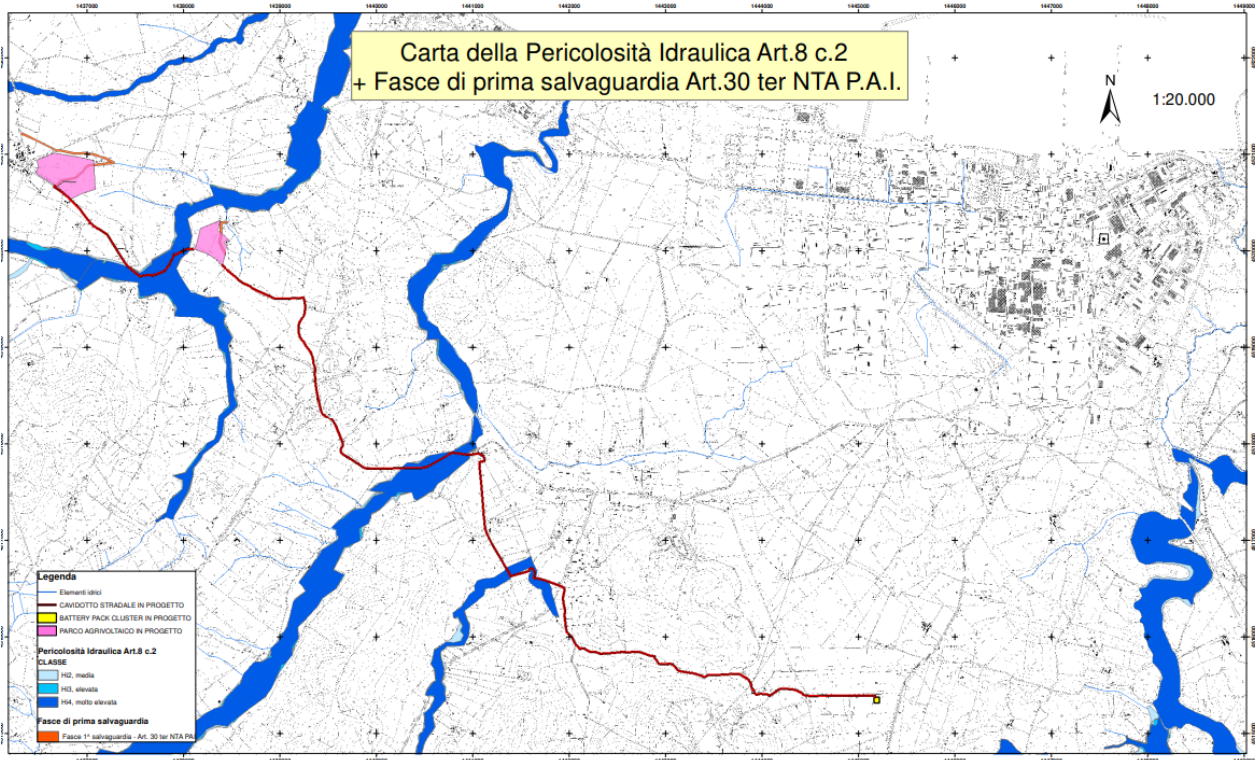 1437000 1438000 1439000 1440000 1441000 1442000 1443000 1444000 1445000 1446000 1447000 1448000 1449000
Carta della Pericolosità Idraulica Art.8 c.2
+ Fasce di prima salvaguardia Art.30 ter NTA P.A.I.
N
1:20.000
Legenda
Elementi idrici
CAVIDOTTO STRADALE IN PROGETTO
BATTERY PACK CLUSTER IN PROGETTO
PARCO AGRIVOLTAICO IN PROGETTO
Pericolosità Idraulica Art.8 c.2
CLASSE
Hi2, media
Hi3, elevata
Hi4, molto elevata
Fasce di prima salvaguardia
Fasce 1^ salvaguardia - Art. 30 ter NTA PAI